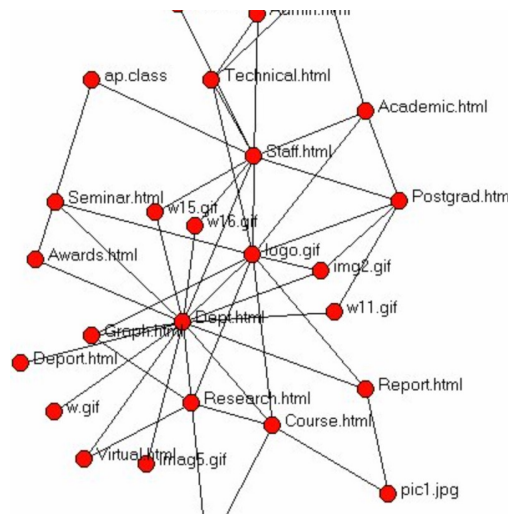 Admin.html
ap.class
Technical.html
Academic.html
Staff.html
Seminar.html
w15.gif
Postgrad.htm
w16.gif
Awards.html
logo.gif
img2.gif
w11.gif
Dept.html
Graph.html
Deport.html
Report.html
Research.html
w.gif
Course.html
Virtual.html
imag5.gif
pic1.jpg